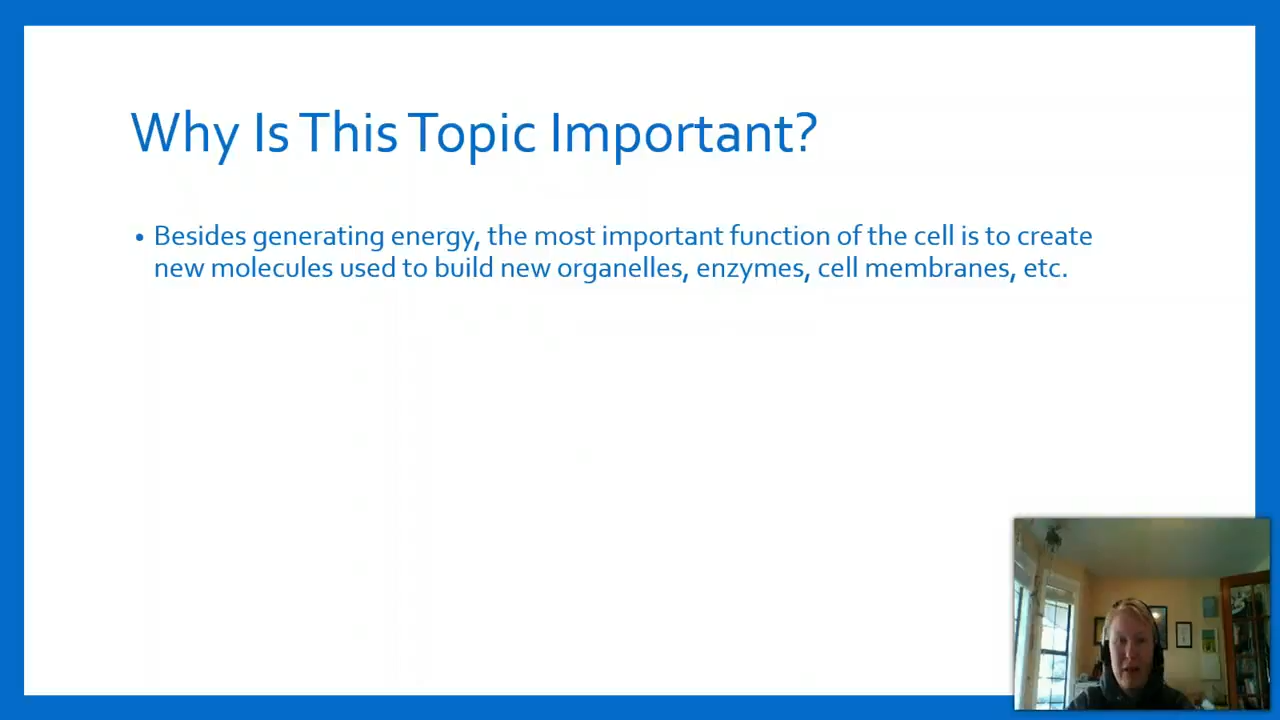 Why Is This Topic Important?
• Besides generating energy, the most important function of the cell is to create
new molecules used to build new organelles, enzymes, cell membranes, etc.